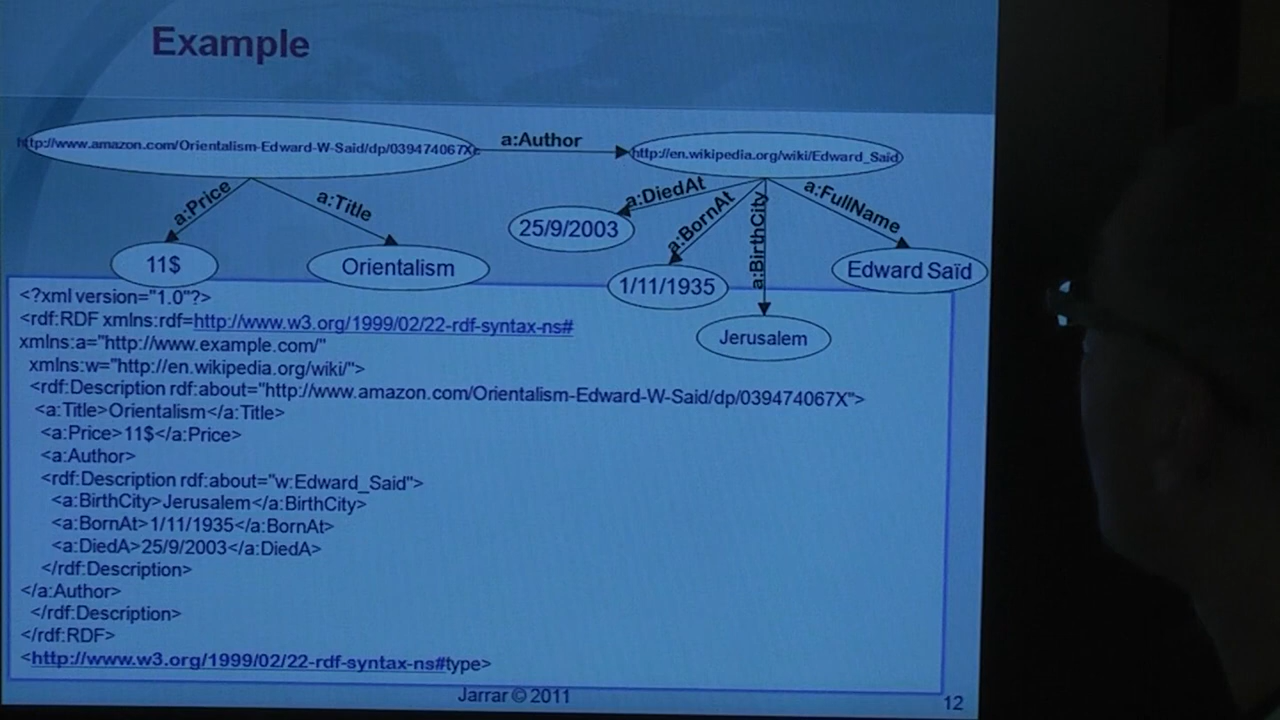 Example
http://www.amazon.com/Orientalism-Edward-W-Said/dp/039474067X
a:Author
http://en.wikipedia.org/wiki/Edward_Said
a:Price
a:Title
a:DiedAt
a:BornAt
a:BirthCity
a:FullName
25/9/2003
11$
Orientalism
1/11/1935
Edward Saïd
Jerusalem
<?xml version="1.0"?>
<rdf:RDF xmlns:rdf=http://www.w3.org/1999/02/22-rdf-syntax-ns#
xmlns:a="http://www.example.com/"
xmlns:w="http://en.wikipedia.org/wiki/">
<rdf:Description rdf:about="http://www.amazon.com/Orientalism-Edward-W-Said/dp/039474067X">
<a:Title>Orientalism</a:Title>
<a:Price>11$</a:Price>
<a:Author>
<rdf:Description rdf:about="w:Edward_Said">
<a:BirthCity>Jerusalem</a:BirthCity>
<a:BornAt>1/11/1935</a:BornAt>
<a:DiedA>25/9/2003</a:DiedA>
</rdf:Description>
</a:Author>
</rdf:Description>
</rdf:RDF>
<http://www.w3.org/1999/02/22-rdf-syntax-ns#type>
Jarrar © 2011
12